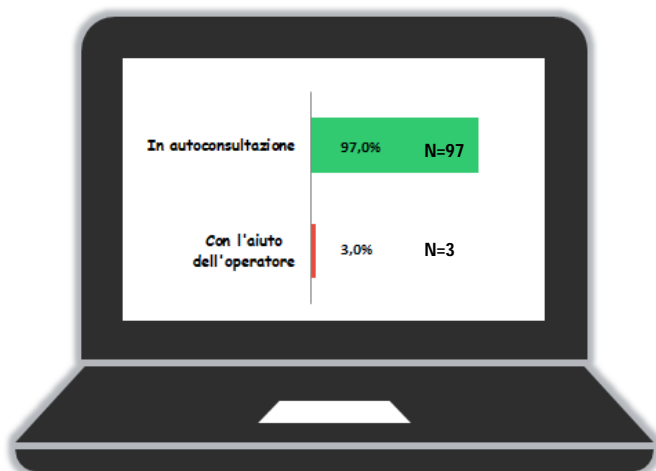 In autoconsultazione 97,0% N=97
Con l'aiuto
dell'operatore 3,0% N=3